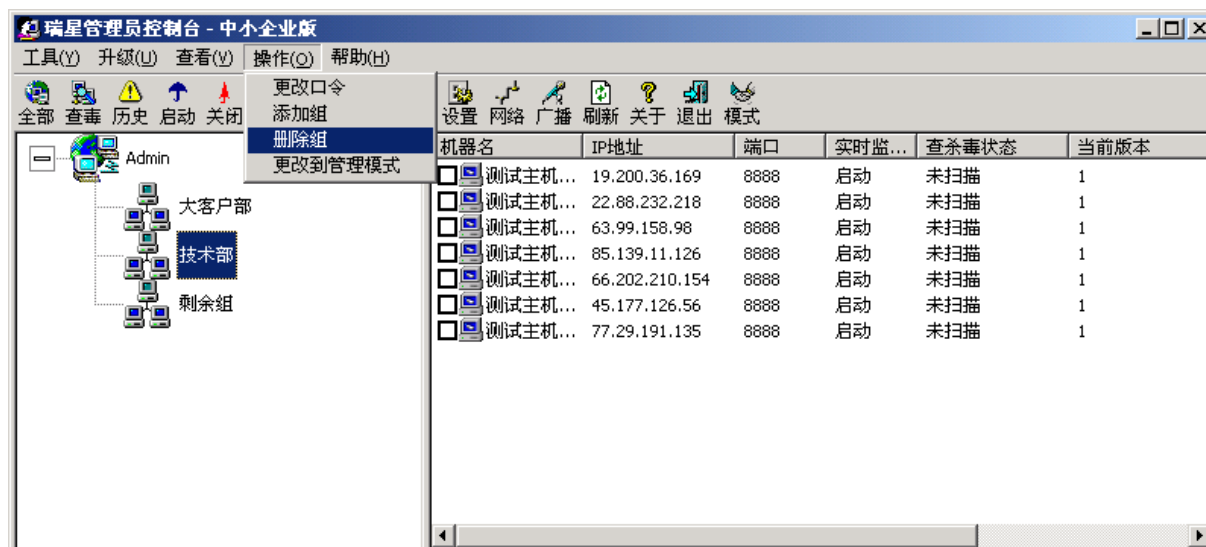 瑞星管理员控制台 - 中小企业版
工具(Y) 升级(U) 查看(V) 操作(O) 帮助(H)
更改口令
添加组
删除组
更改到管理模式
全部 查毒 历史 启动 关闭 设置 网络 广播 刷新 关于 退出 模式
Admin
大客户部
技术部
剩余组
机器名 IP地址 端口 实时监... 查杀毒状态 当前版本
测试主机... 19.200.36.169 8888 启动 未扫描 1
测试主机... 22.88.232.218 8888 启动 未扫描 1
测试主机... 63.99.158.98 8888 启动 未扫描 1
测试主机... 85.139.11.126 8888 启动 未扫描 1
测试主机... 66.202.210.154 8888 启动 未扫描 1
测试主机... 45.177.126.56 8888 启动 未扫描 1
测试主机... 77.29.191.135 8888 启动 未扫描 1